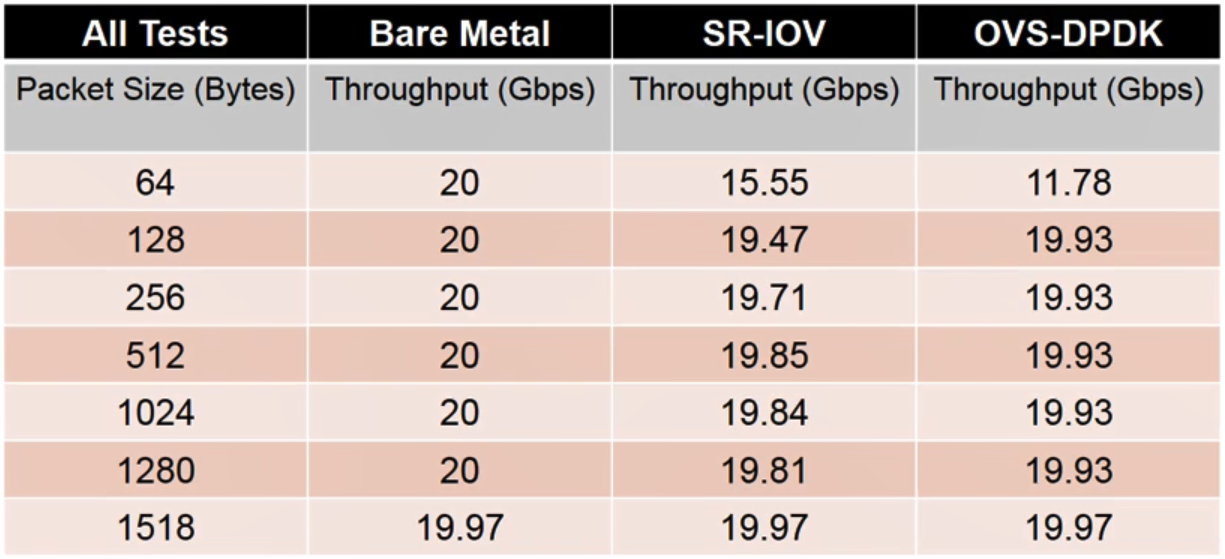 All Tests Bare Metal SR-IOV OVS-DPDK
Packet Size (Bytes) Throughput (Gbps) Throughput (Gbps) Throughput (Gbps)
64 20 15.55 11.78
128 20 19.47 19.93
256 20 19.71 19.93
512 20 19.85 19.93
1024 20 19.84 19.93
1280 20 19.81 19.93
1518 19.97 19.97 19.97